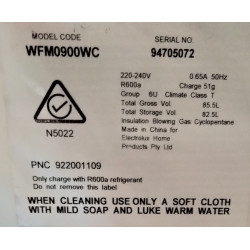 MODEL CODE
SERIAL NO.
WFM0900WC
94705072
220-240V 0.65A 50Hz
R600a Charge 51g
Group 6U Climate Class T
Total Gross Vol. 85.5L
Total Storage Vol. 82.5L
Insulation Blowing Gas Cyclopentane
Made in China for
Electrolux Home
Products Pty Ltd
N5022
PNC 922001109
Only charge with R600a refrigerant
Do not remove this label
WHEN CLEANING USE ONLY A SOFT CLOTH
WITH MILD SOAP AND LUKE WARM WATER